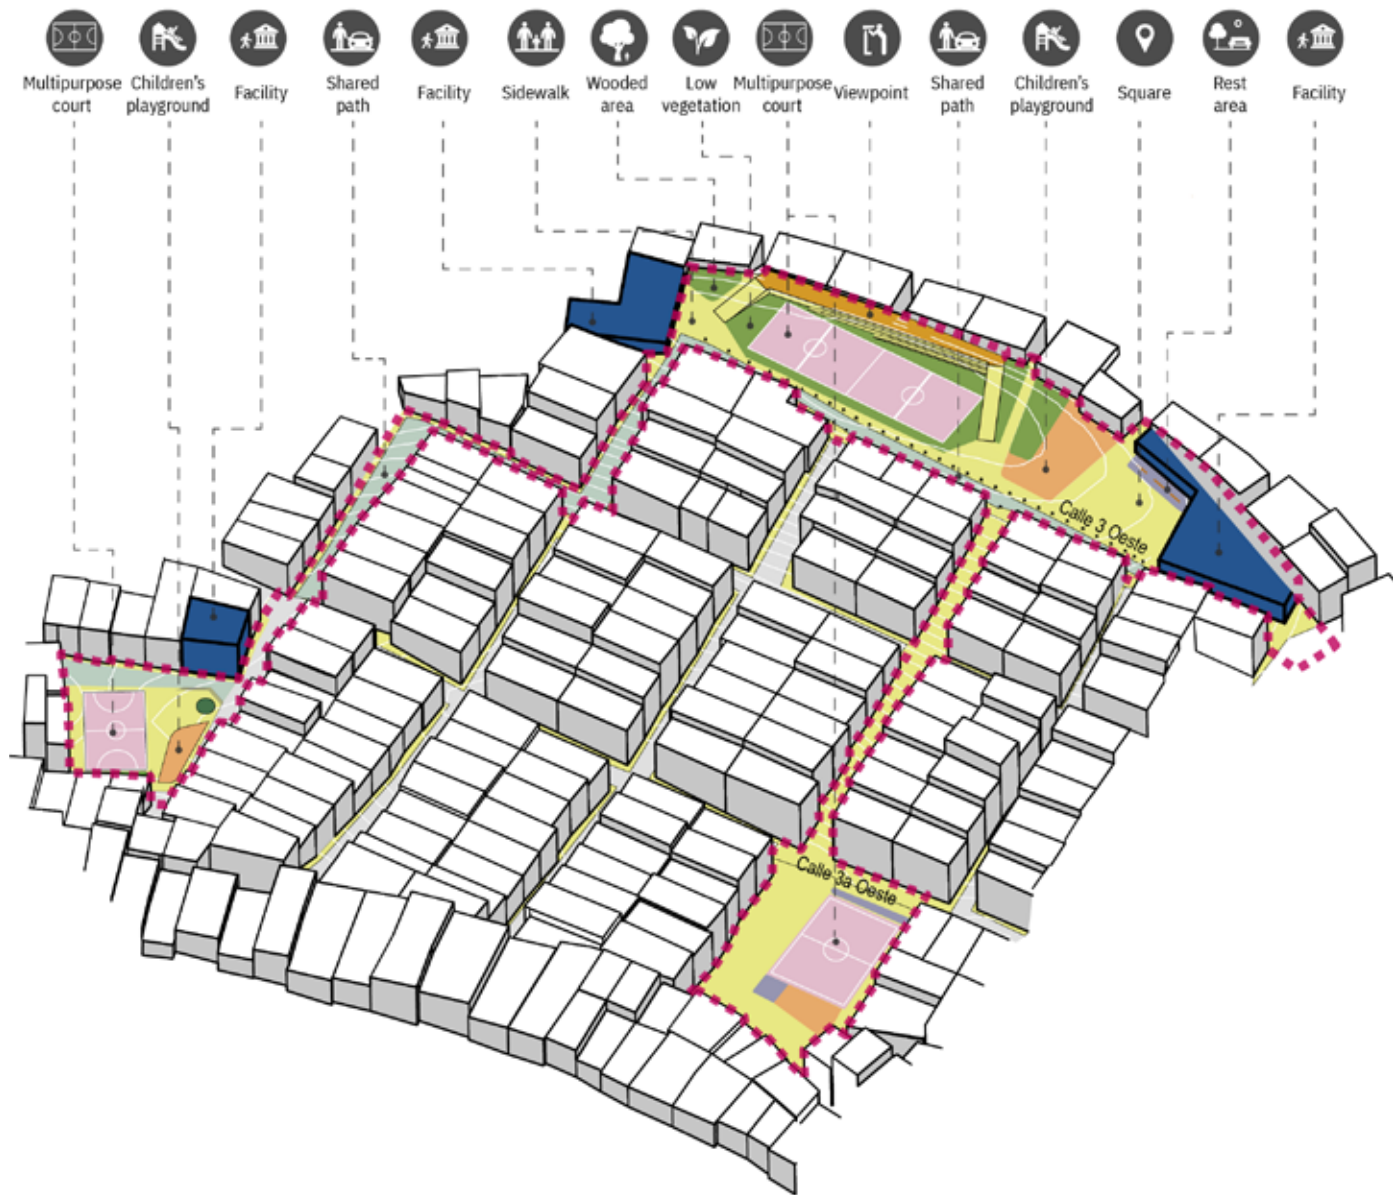 Multipurpose
court
Children's
playground
Facility
Shared
path
Facility
Sidewalk
Wooded
area
Low
vegetation
Multipurpose
court
Viewpoint
Shared
path
Children's
playground
Square
Rest
area
Facility
Calle 3 Oeste
Calle 3a Oeste